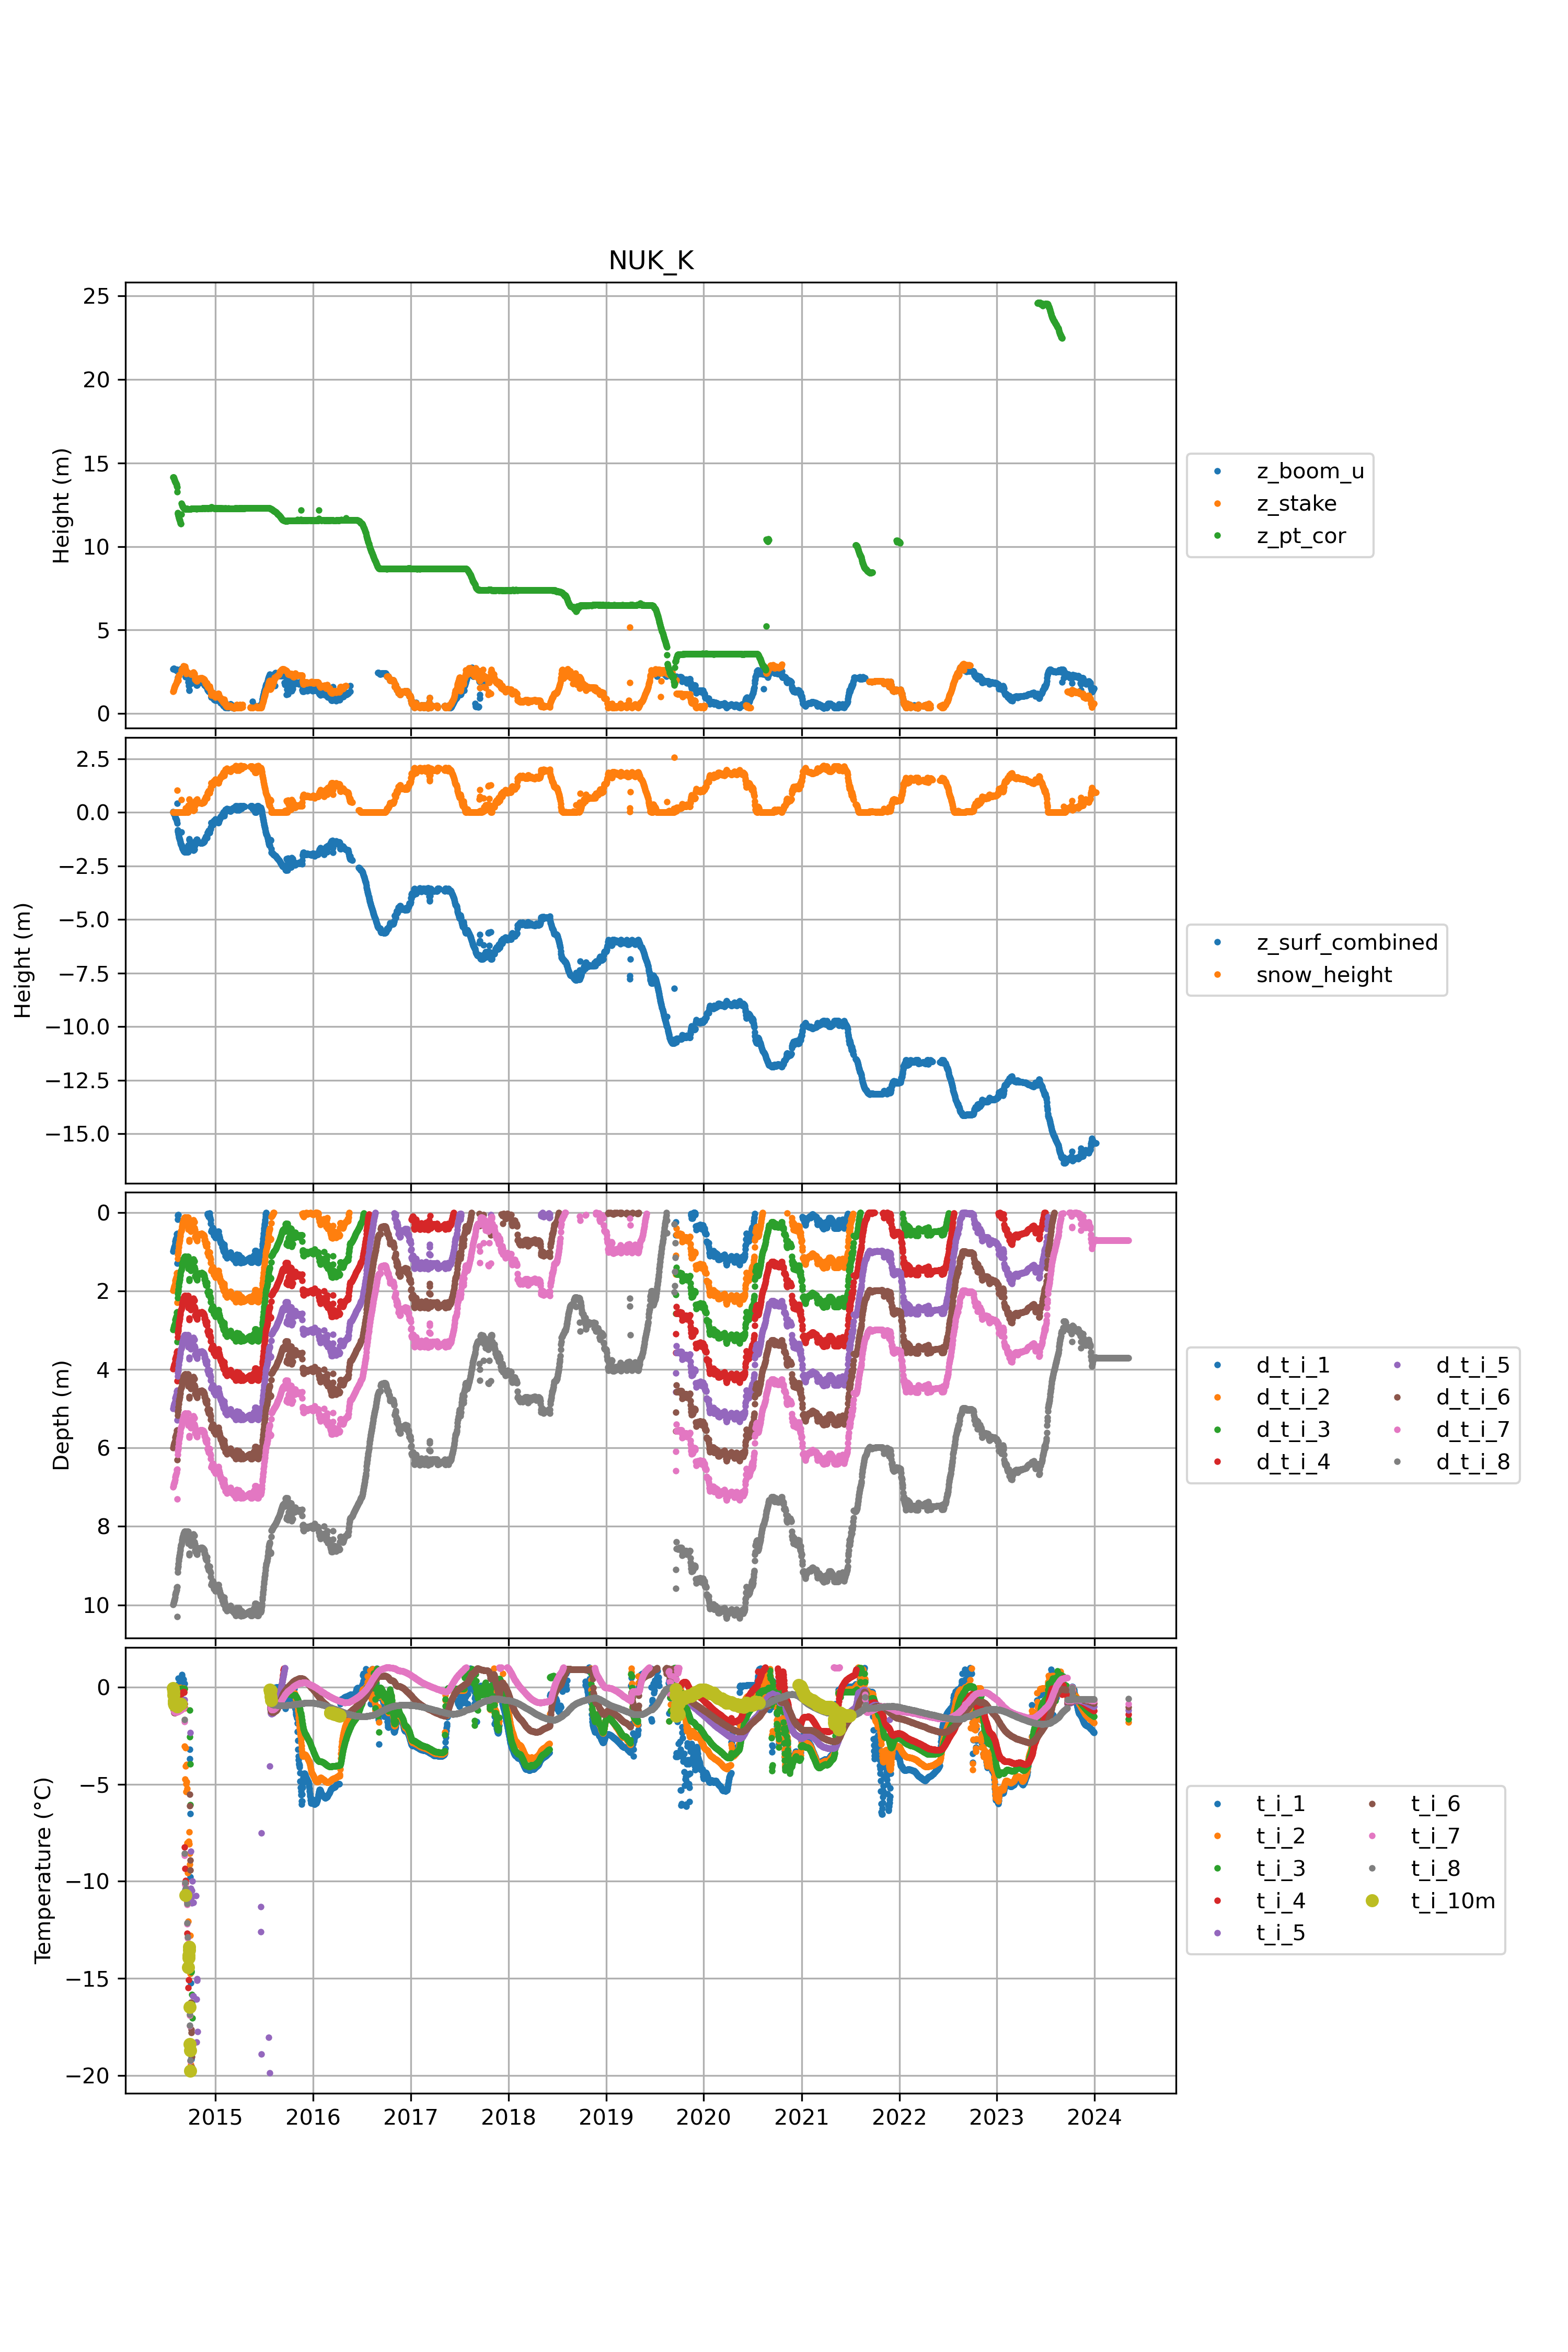 NUK_K
25
20
15
10
5
0
Height (m)
z_boom_u
z_stake
z_pt_cor
2.5
0.0
−2.5
−5.0
−7.5
−10.0
−12.5
−15.0
Height (m)
z_surf_combined
snow_height
0
2
4
6
8
10
Depth (m)
d_t_i_1
d_t_i_2
d_t_i_3
d_t_i_4
d_t_i_5
d_t_i_6
d_t_i_7
d_t_i_8
0
−5
−10
−15
−20
Temperature (°C)
t_i_1
t_i_2
t_i_3
t_i_4
t_i_5
t_i_6
t_i_7
t_i_8
t_i_10m
2015 2016 2017 2018 2019 2020 2021 2022 2023 2024